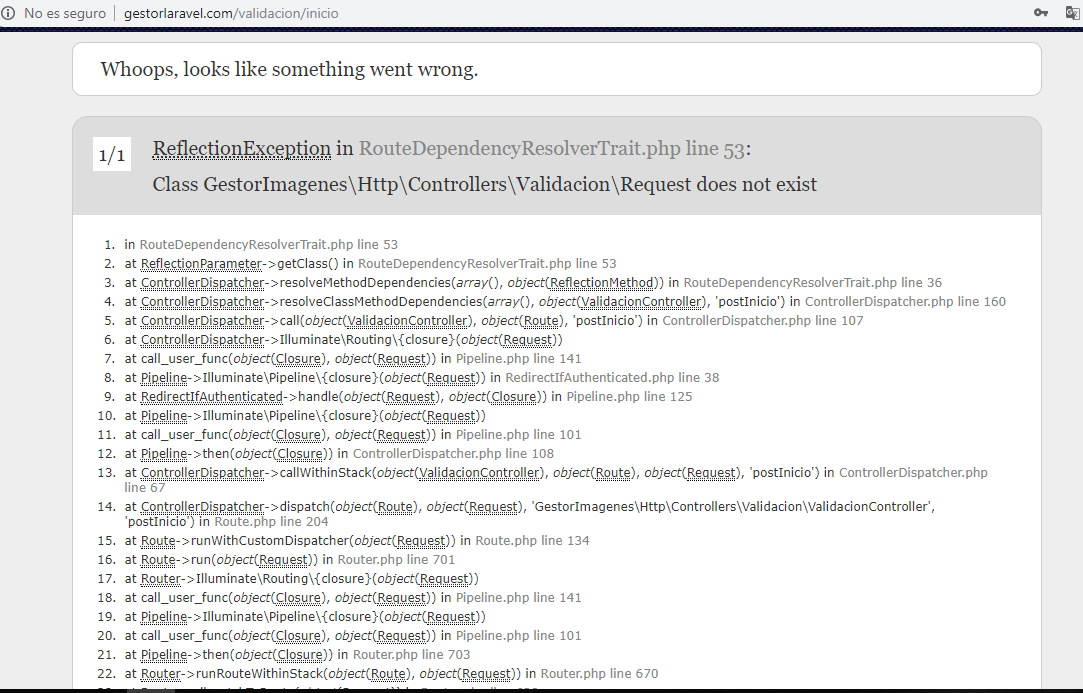 No es seguro | gestorlaravel.com/validacion/inicio
Whoops, looks like something went wrong.
1/1
ReflectionException in RouteDependencyResolverTrait.php line 53:
Class GestorImagenes\Http\Controllers\Validacion\Request does not exist
1. in RouteDependencyResolverTrait.php line 53
2. at ReflectionParameter->getClass() in RouteDependencyResolverTrait.php line 53
3. at ControllerDispatcher->resolveMethodDependencies(array(), object(ReflectionMethod)) in RouteDependencyResolverTrait.php line 36
4. at ControllerDispatcher->resolveClassMethodDependencies(array(), object(ValidacionController), 'postInicio') in ControllerDispatcher.php line 160
5. at ControllerDispatcher->call(object(ValidacionController), object(Route), 'postInicio') in ControllerDispatcher.php line 107
6. at ControllerDispatcher->Illuminate\Routing\{closure}(object(Request))
7. at call_user_func(object(Closure), object(Request)) in Pipeline.php line 141
8. at Pipeline->Illuminate\Pipeline\{closure}(object(Request)) in RedirectIfAuthenticated.php line 38
9. at RedirectIfAuthenticated->handle(object(Request), object(Closure)) in Pipeline.php line 125
10. at Pipeline->Illuminate\Pipeline\{closure}(object(Request))
11. at call_user_func(object(Closure), object(Request)) in Pipeline.php line 101
12. at Pipeline->then(object(Closure)) in ControllerDispatcher.php line 108
13. at ControllerDispatcher->callWithinStack(object(ValidacionController), object(Route), object(Request), 'postInicio') in ControllerDispatcher.php
line 67
14. at ControllerDispatcher->dispatch(object(Route), object(Request), 'GestorImagenes\Http\Controllers\Validacion\ValidacionController',
'postInicio') in Route.php line 204
15. at Route->runWithCustomDispatcher(object(Request)) in Route.php line 134
16. at Route->run(object(Request)) in Router.php line 701
17. at Router->Illuminate\Routing\{closure}(object(Request))
18. at call_user_func(object(Closure), object(Request)) in Pipeline.php line 141
19. at Pipeline->Illuminate\Pipeline\{closure}(object(Request))
20. at call_user_func(object(Closure), object(Request)) in Pipeline.php line 101
21. at Pipeline->then(object(Closure)) in Router.php line 703
22. at Router->runRouteWithinStack(object(Route), object(Request)) in Router.php line 670